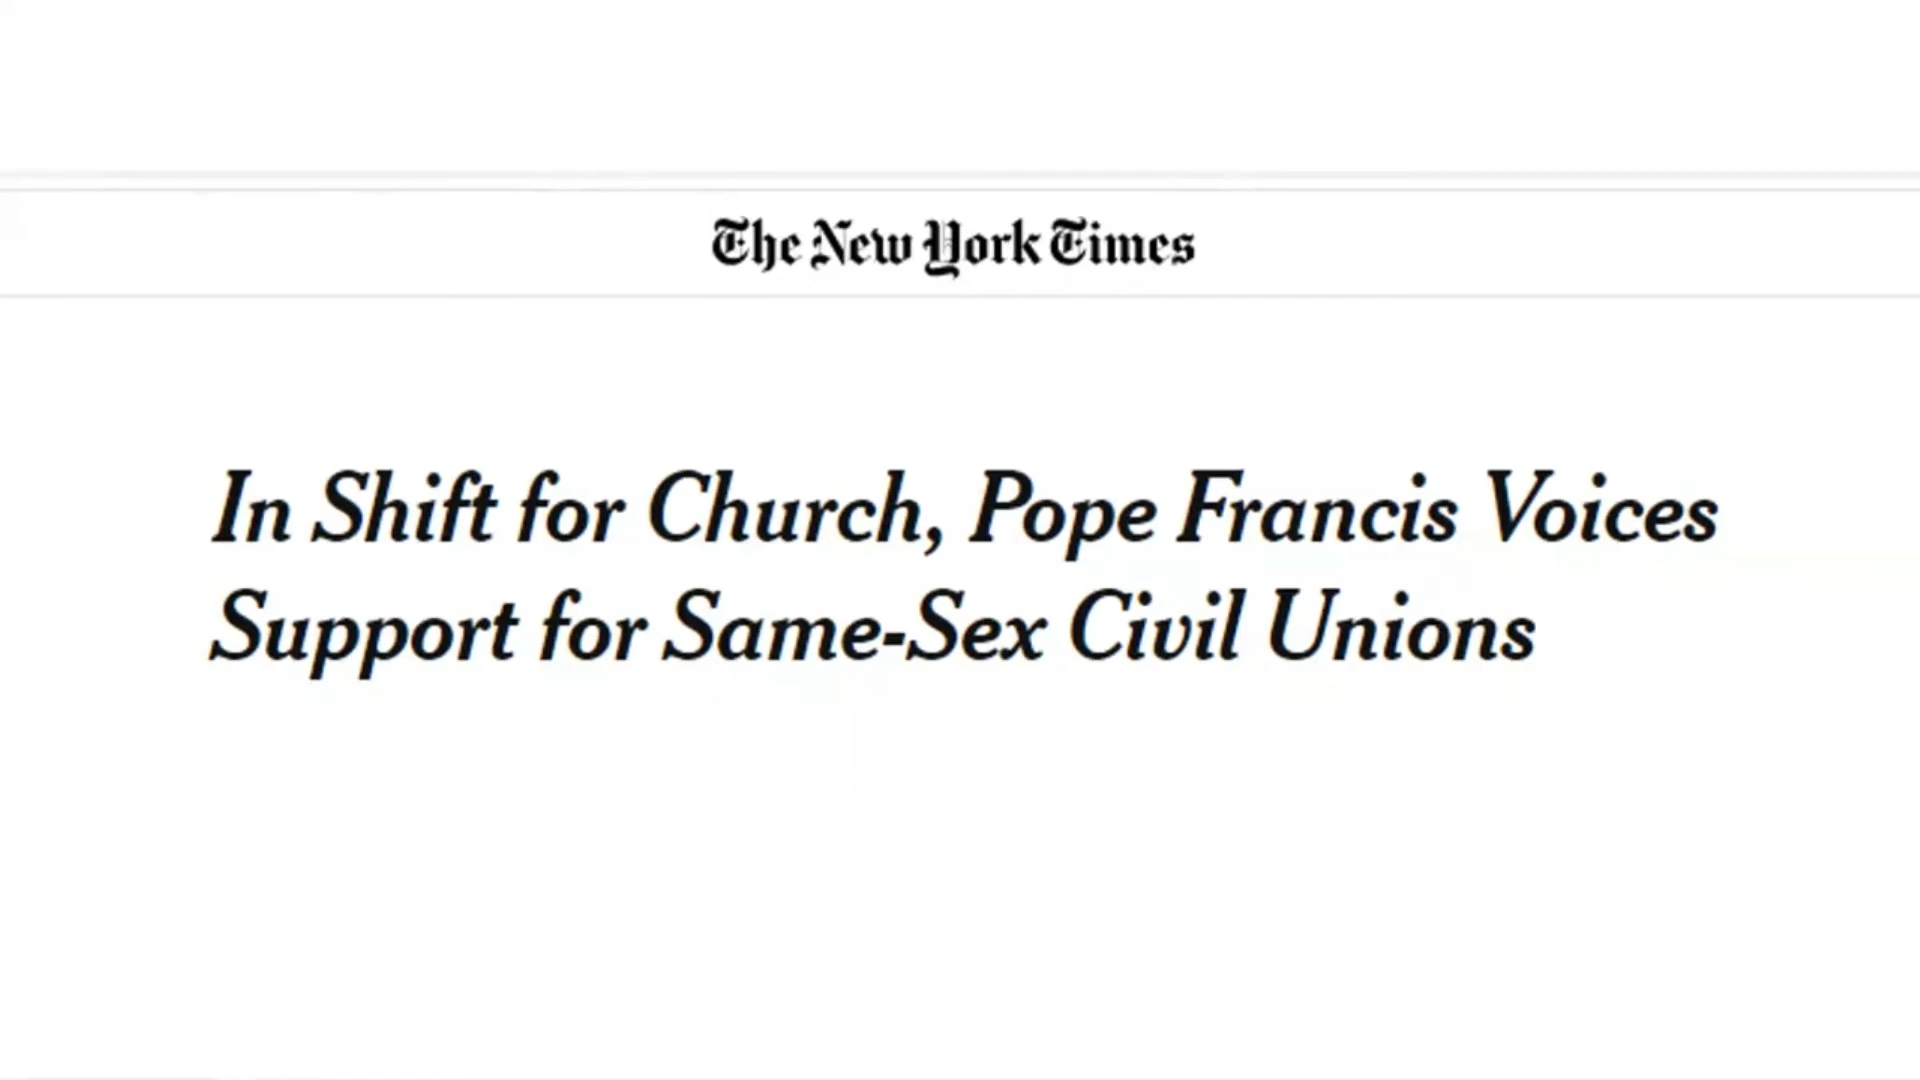 The New York Times
In Shift for Church, Pope Francis Voices
Support for Same-Sex Civil Unions